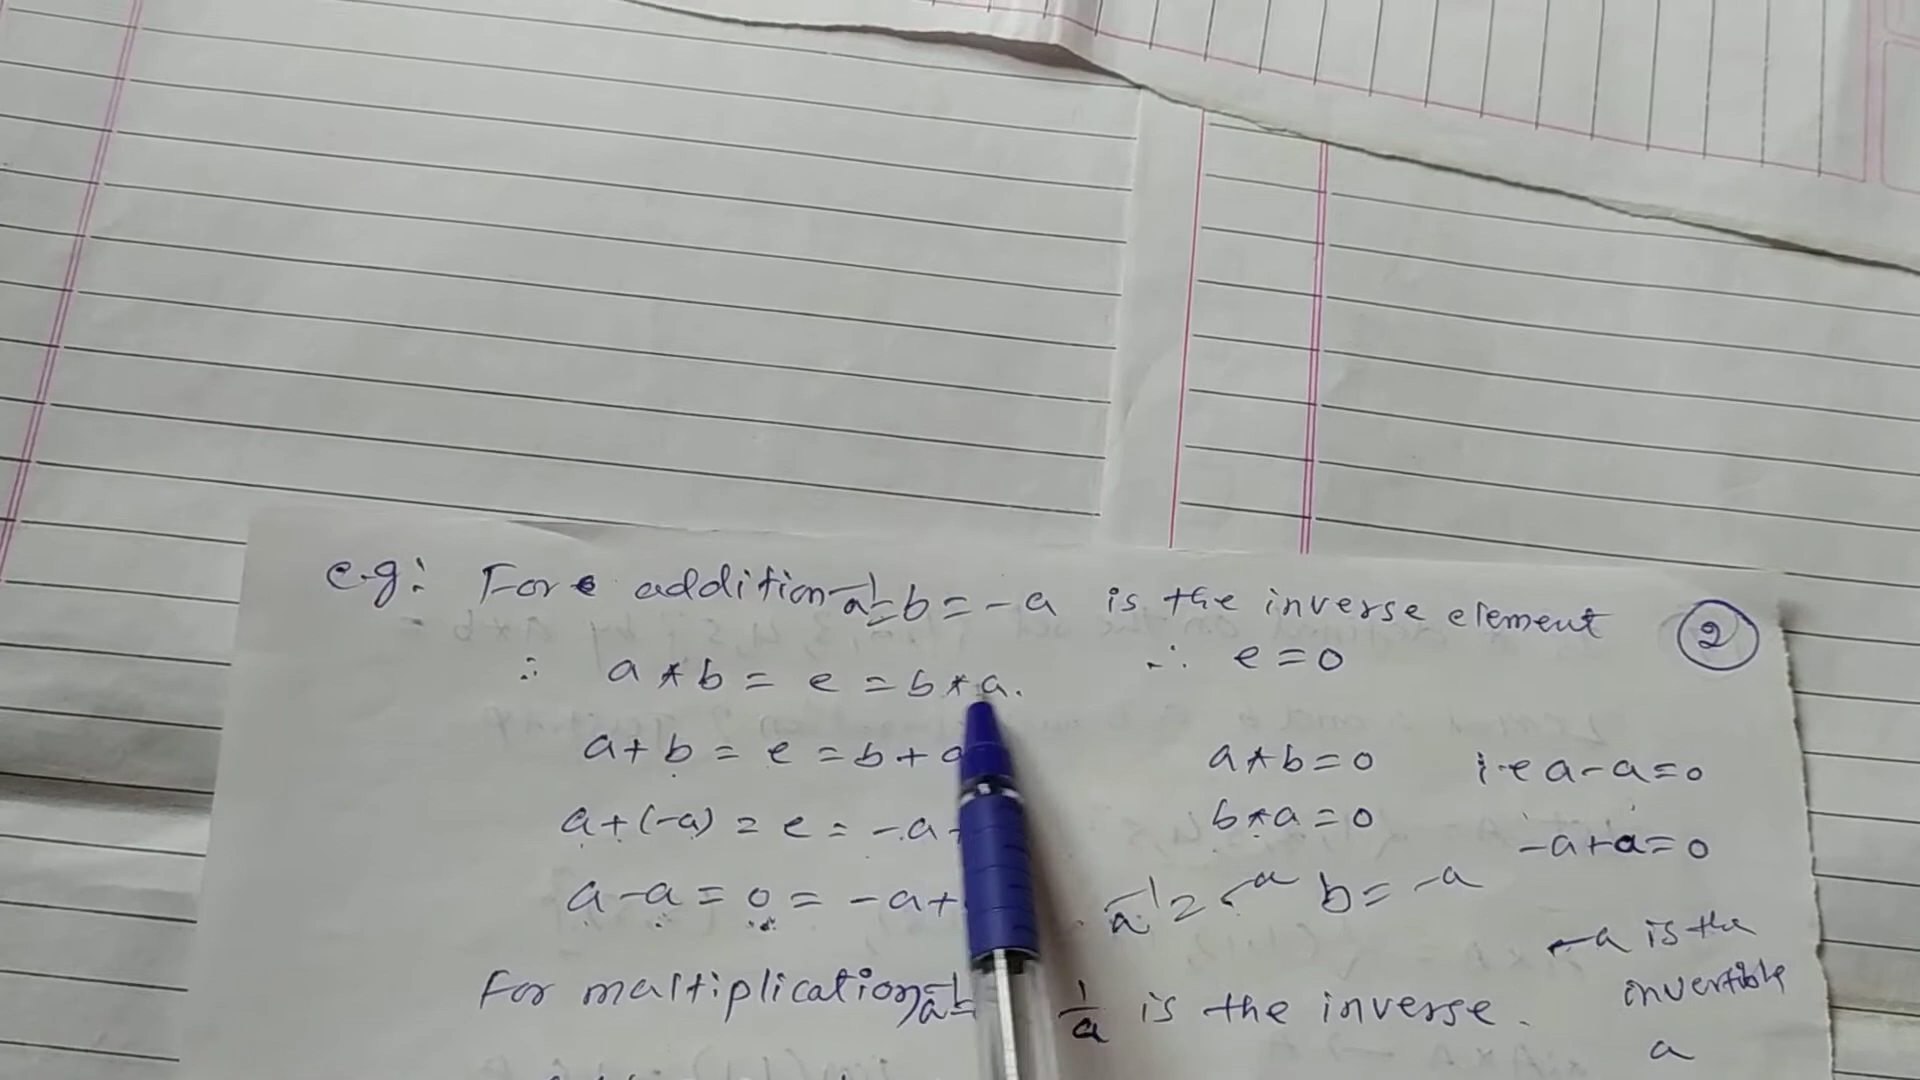 e.g: For addition a⁻¹ = b = -a is the inverse element
②
∴ a * b = e = b * a. ∴ e = 0
a + b = e = b + a
a * b = 0 i.e a - a = 0
a + (-a) = e = -a +
b * a = 0
-a + a = 0
a - a = 0 = -a +
a⁻¹ = -a b = -a
-a is the
invertible
a
For maltiplication, a⁻¹ = 1/a is the inverse.